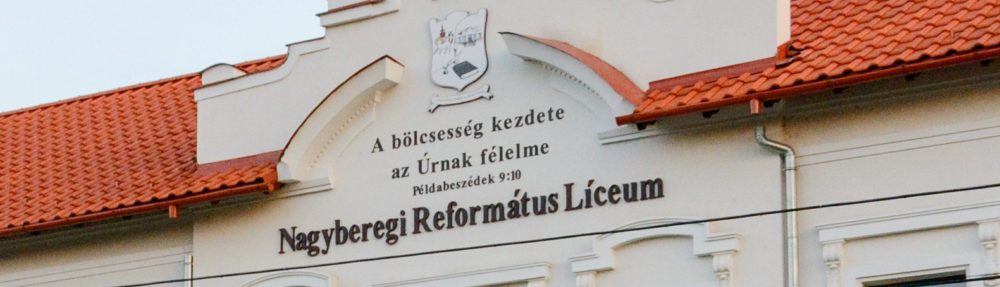 A bölcsesség kezdete
az Úrnak félelme
Példabeszédek 9:10
Nagyberegi Református Líceum